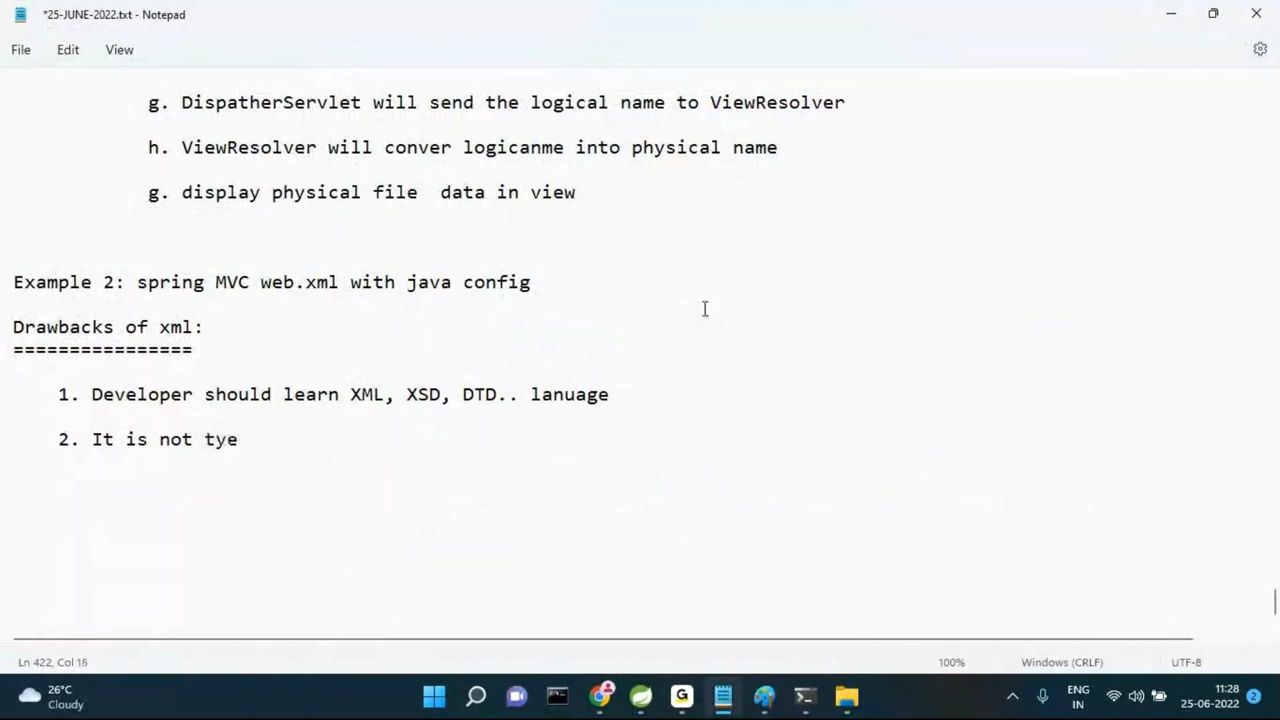 *25-JUNE-2022.txt - Notepad
File Edit View
g. DispatherServlet will send the logical name to ViewResolver
h. ViewResolver will conver logicanme into physical name
g. display physical file  data in view
Example 2: spring MVC web.xml with java config
Drawbacks of xml:
================
1. Developer should learn XML, XSD, DTD.. lanuage
2. It is not tye
Ln 422, Col 16 100% Windows (CRLF) UTF-8
26°C
Cloudy
G
ENG
IN
11:28
25-06-2022
2